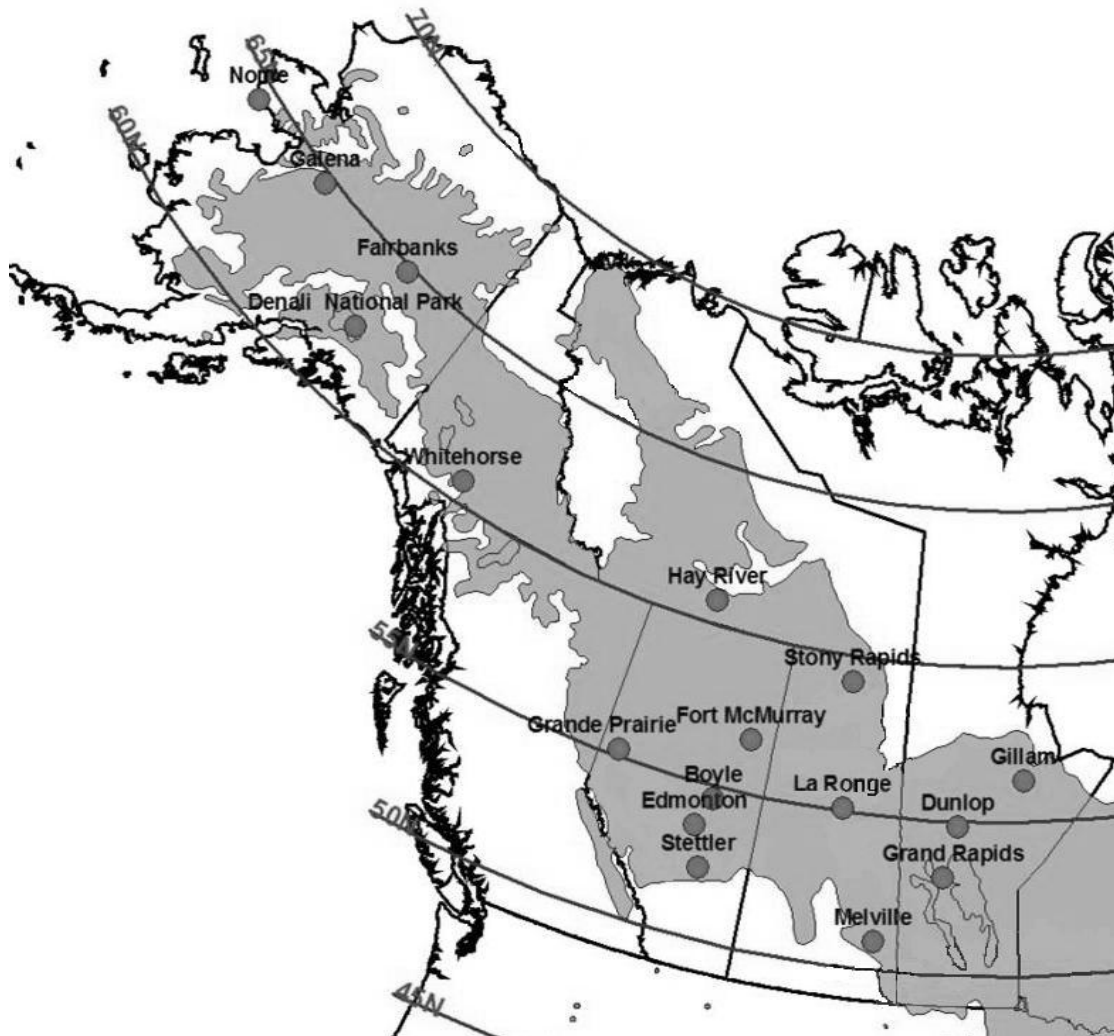 70N
65N
Nome
60N
Galena
Fairbanks
Denali National Park
Whitehorse
Hay River
55N
Stony Rapids
Fort McMurray
Grande Prairie
Gillam
Boyle
La Ronge
Edmonton
Dunlop
50N
Stettler
Grand Rapids
Melville
45N